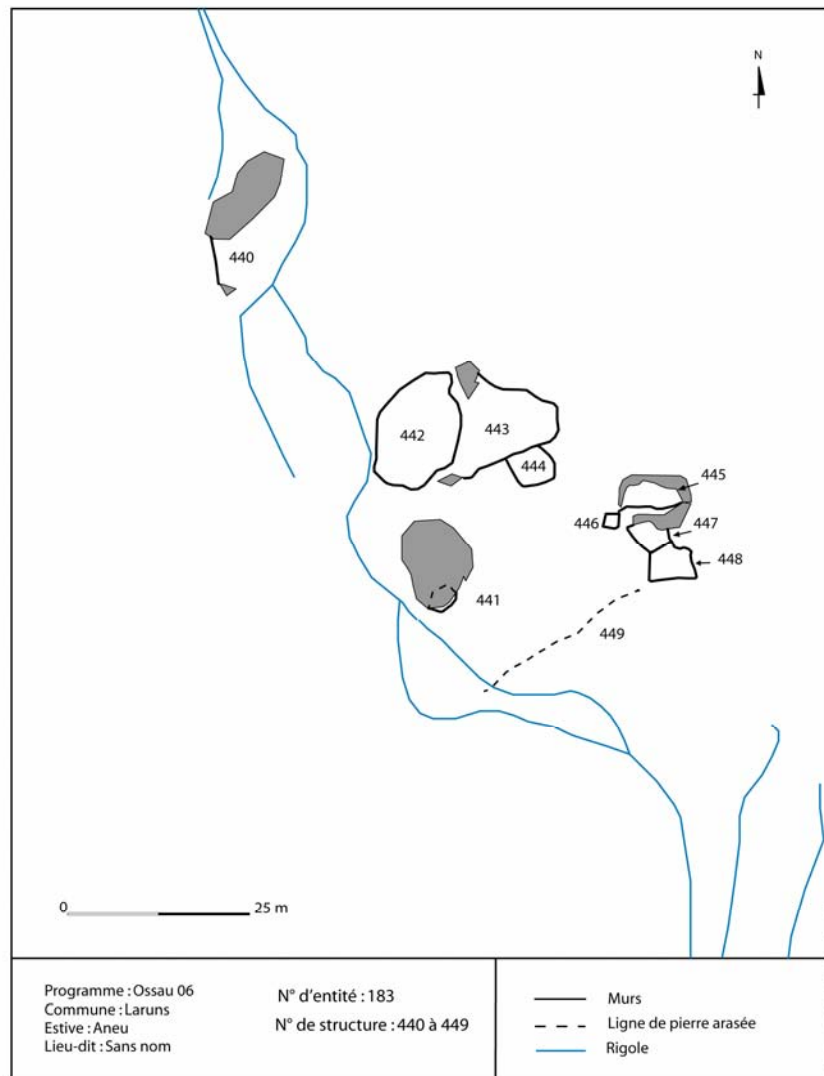 N
440
442
443
444
445
446
447
448
441
449
0
25 m
Programme : Ossau 06
Commune : Laruns
Estive : Aneu
Lieu-dit : Sans nom
N° d'entité : 183
N° de structure : 440 à 449
Murs
Ligne de pierre arasée
Rigole